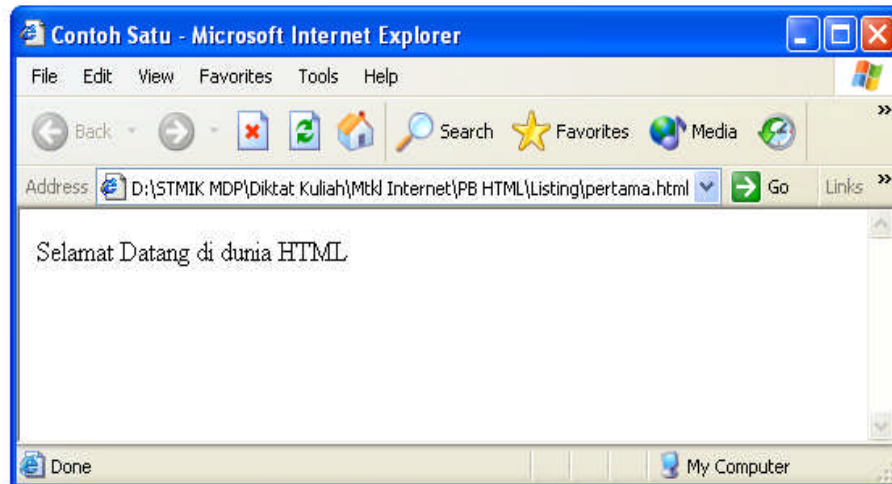 Contoh Satu - Microsoft Internet Explorer
File Edit View Favorites Tools Help
Back Search Favorites Media »
Address D:\STMIK MDP\Diktat Kuliah\Mtkl Internet\PB HTML\Listing\pertama.html Go Links »
Selamat Datang di dunia HTML
Done My Computer